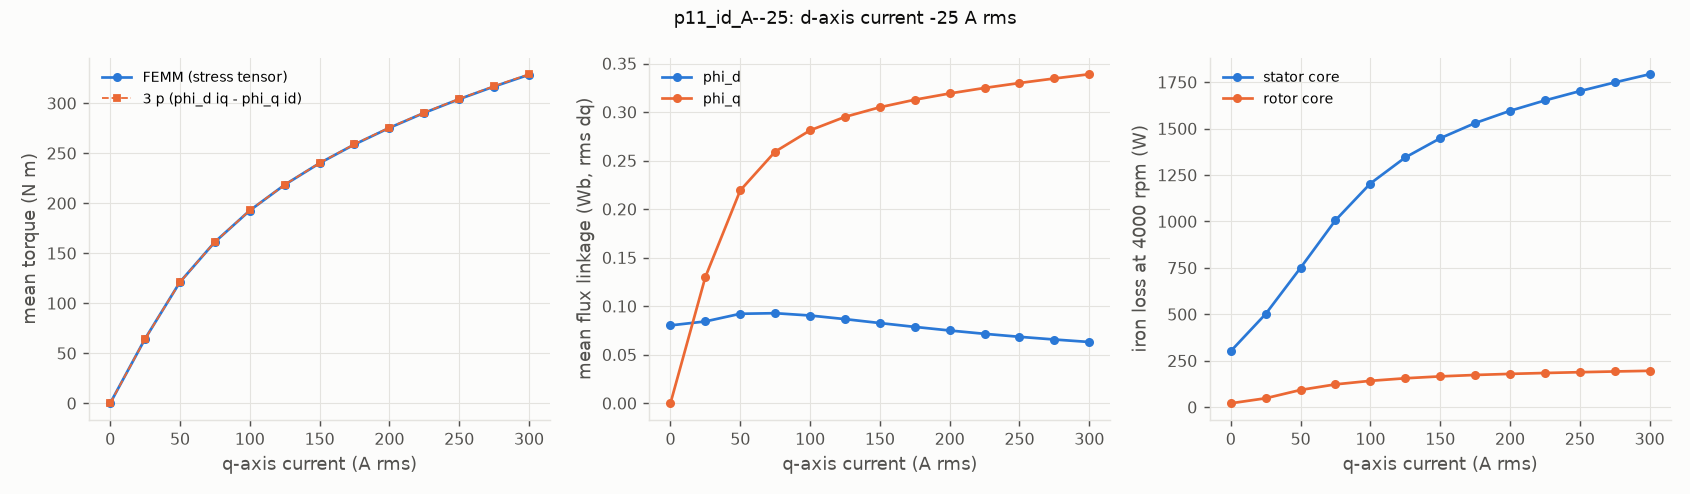 p11_id_A--25: d-axis current -25 A rms
mean torque (N m)
FEMM (stress tensor)
3 p (phi_d iq - phi_q id)
300
250
200
150
100
50
0
0 50 100 150 200 250 300
q-axis current (A rms)
mean flux linkage (Wb, rms dq)
phi_d
phi_q
0.35
0.30
0.25
0.20
0.15
0.10
0.05
0.00
0 50 100 150 200 250 300
q-axis current (A rms)
iron loss at 4000 rpm (W)
stator core
rotor core
1750
1500
1250
1000
750
500
250
0
0 50 100 150 200 250 300
q-axis current (A rms)